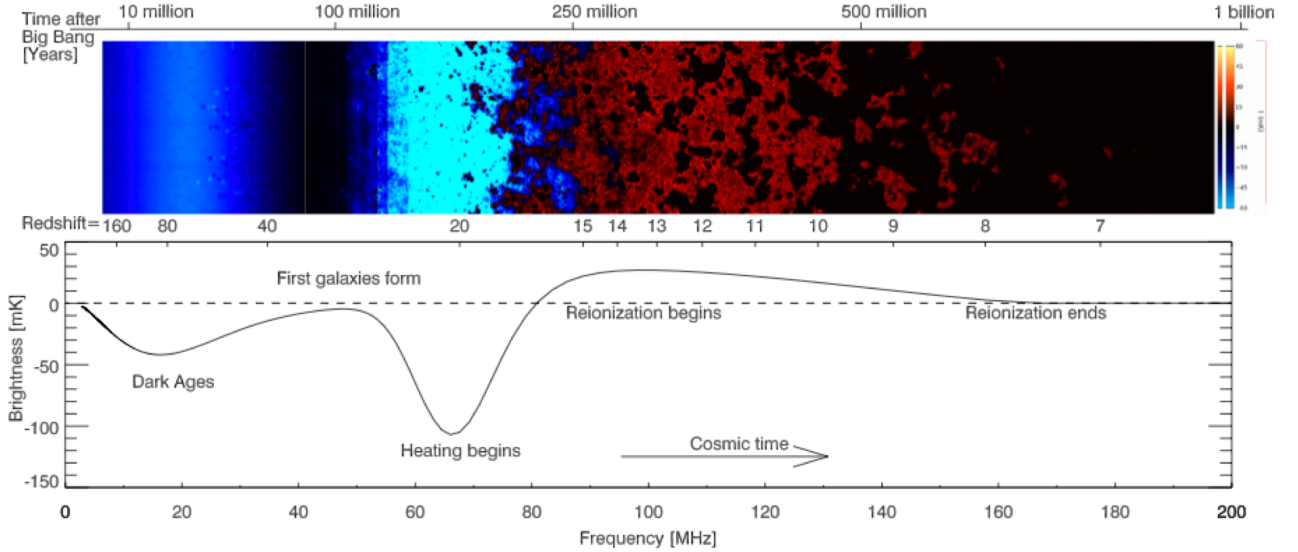 Time after
Big Bang
[Years]
10 million 100 million 250 million 500 million 1 billion
Redshift= 160 80 40 20 15 14 13 12 11 10 9 8 7
50
0
-50
-100
-150
Brightness [mK]
First galaxies form
Reionization begins
Reionization ends
Dark Ages
Heating begins
Cosmic time
0 20 40 60 80 100 120 140 160 180 200
Frequency [MHz]